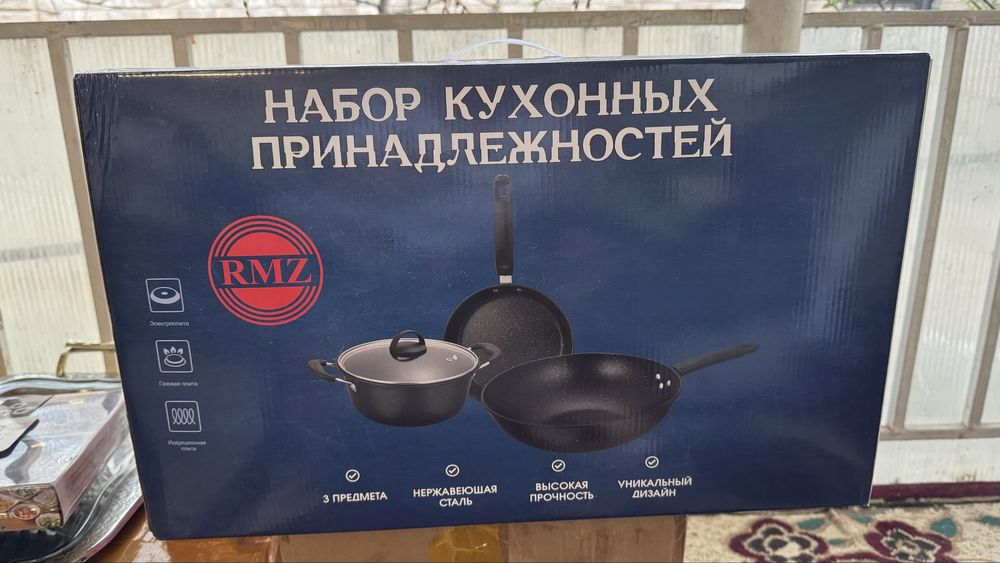 НАБОР КУХОННЫХ
ПРИНАДЛЕЖНОСТЕЙ
RMZ
Электроплита
Газовая плита
Индукционная
плита
3 ПРЕДМЕТА
НЕРЖАВЕЮЩАЯ
СТАЛЬ
ВЫСОКАЯ
ПРОЧНОСТЬ
УНИКАЛЬНЫЙ
ДИЗАЙН